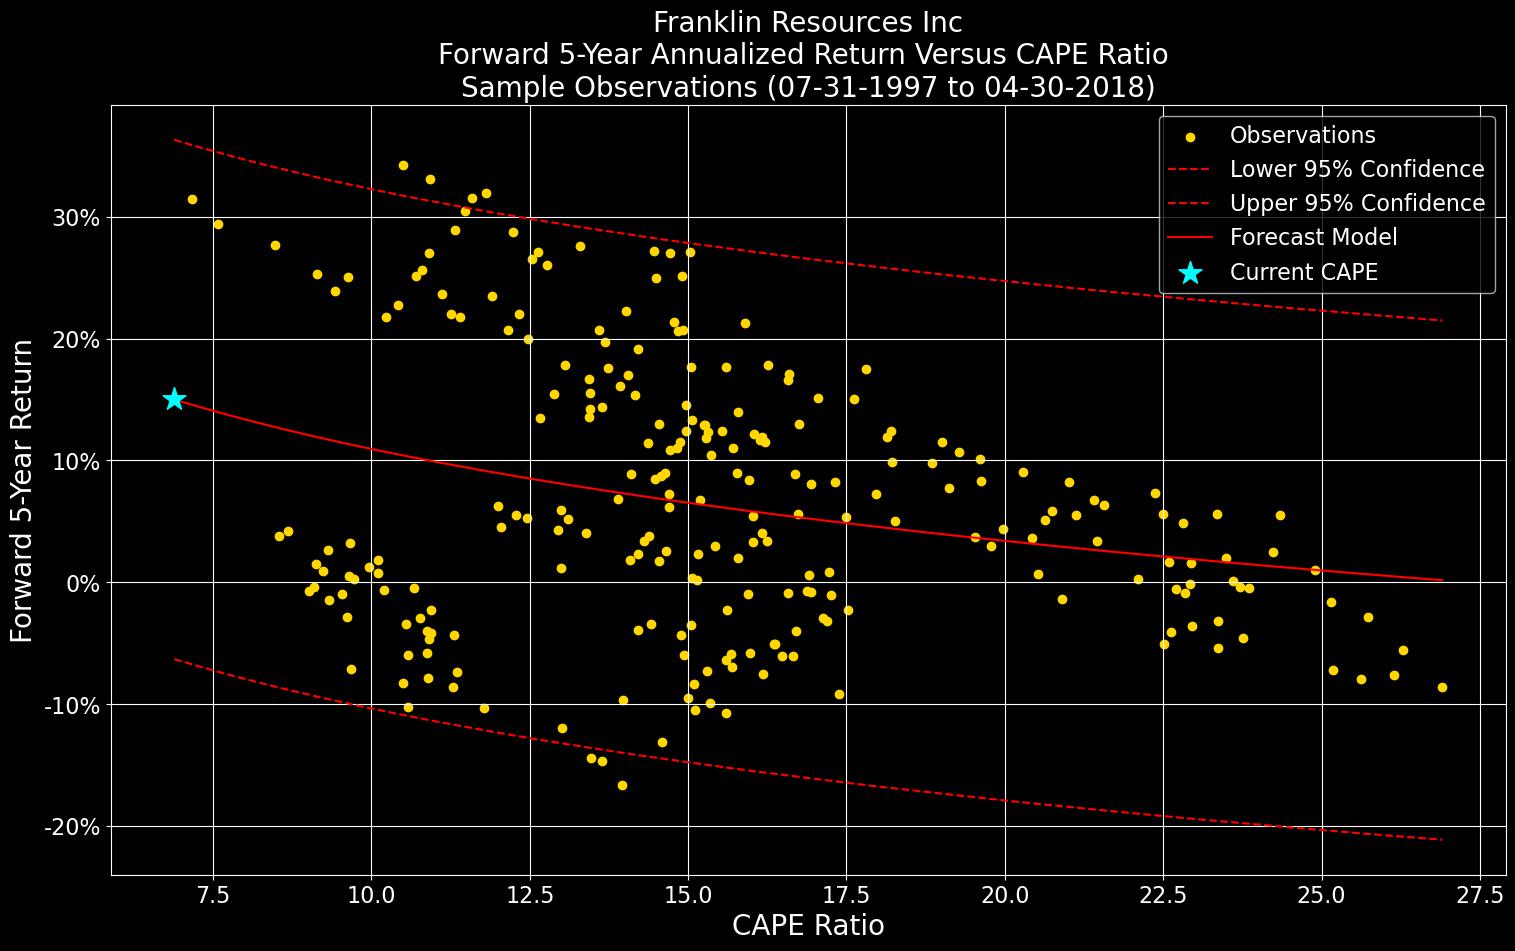 Franklin Resources Inc
Forward 5-Year Annualized Return Versus CAPE Ratio
Sample Observations (07-31-1997 to 04-30-2018)
Observations
Lower 95% Confidence
Upper 95% Confidence
Forecast Model
Current CAPE
Forward 5-Year Return
30%
20%
10%
0%
-10%
-20%
7.5 10.0 12.5 15.0 17.5 20.0 22.5 25.0 27.5
CAPE Ratio